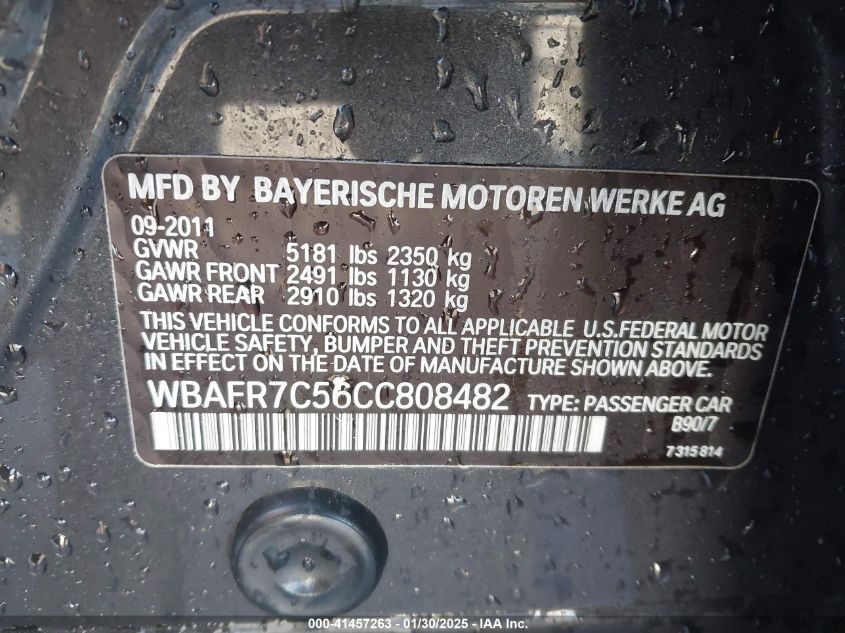 MFD BY BAYERISCHE MOTOREN WERKE AG
09-2011
GVWR 5181 lbs 2350 kg
GAWR FRONT 2491 lbs 1130 kg
GAWR REAR 2910 lbs 1320 kg
THIS VEHICLE CONFORMS TO ALL APPLICABLE U.S.FEDERAL MOTOR
VEHICLE SAFETY, BUMPER AND THEFT PREVENTION STANDARDS
IN EFFECT ON THE DATE OF MANUFACTURE SHOWN ABOVE.
WBAFR7C56CC808482 TYPE: PASSENGER CAR
B90/7
7315814
000-41457263 - 01/30/2025 - IAA Inc.